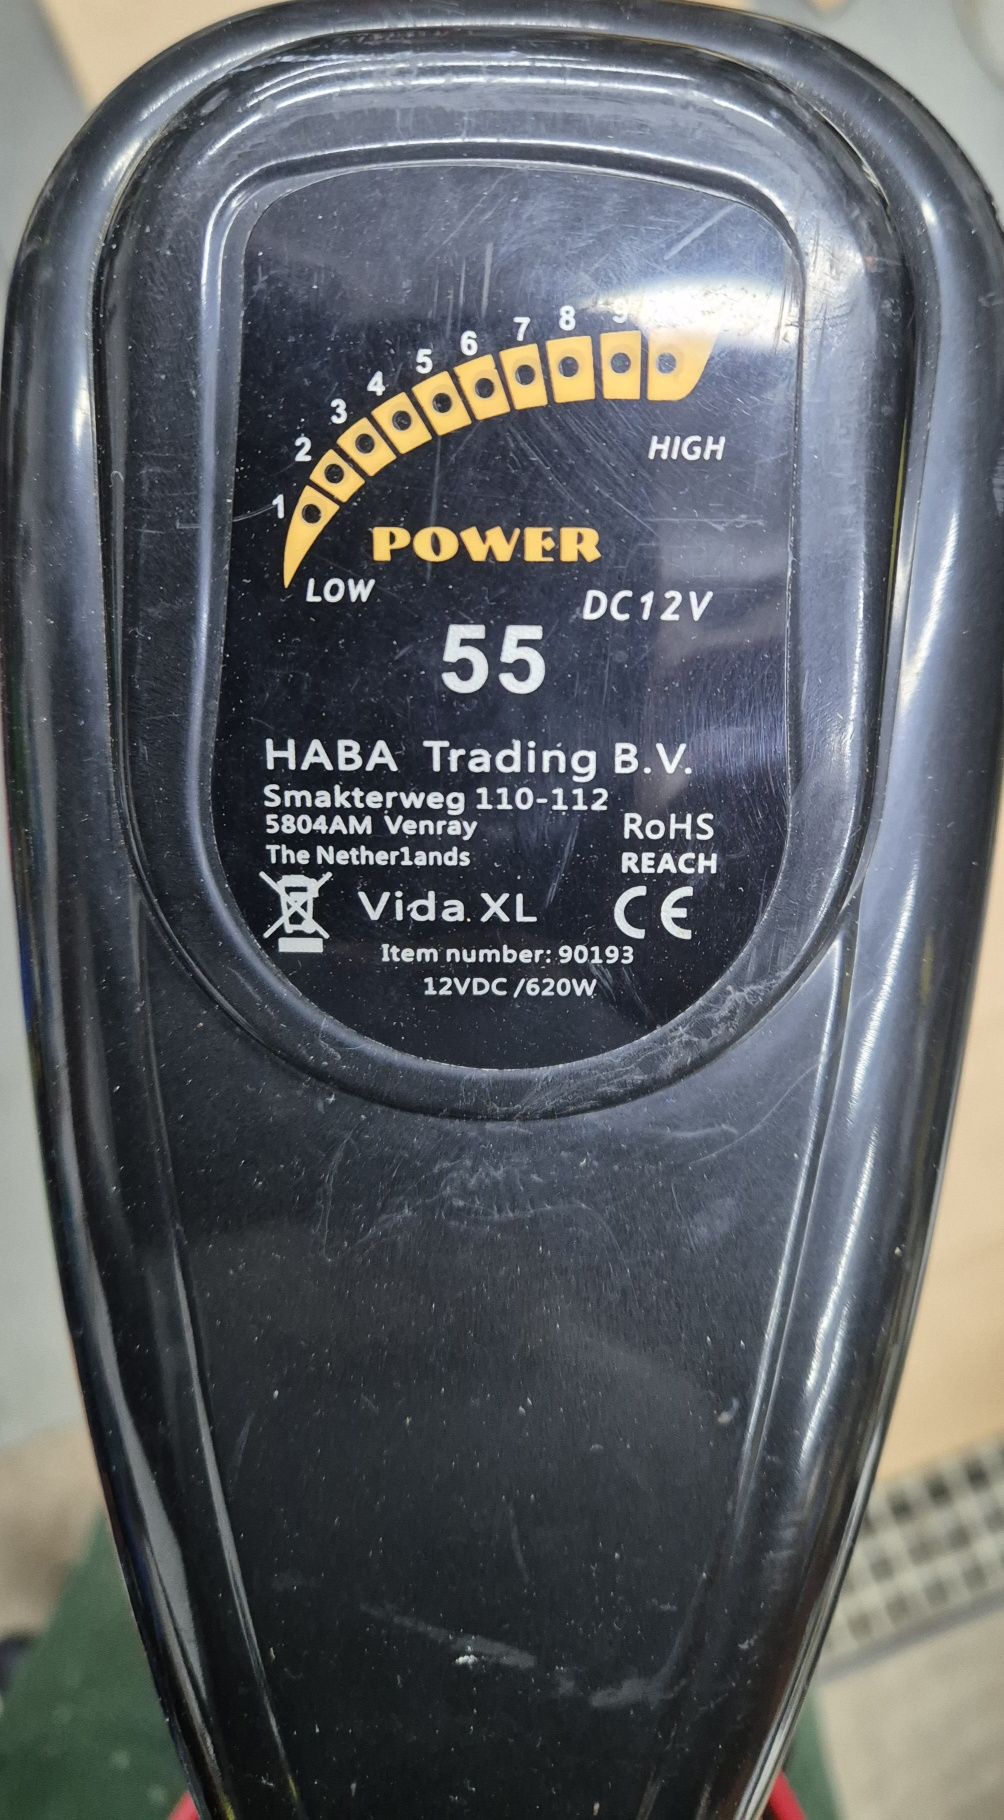 1 2 3 4 5 6 7 8 9
HIGH
POWER
LOW
DC12V
55
HABA Trading B.V.
Smakterweg 110-112
5804AM Venray
RoHS
The Netherlands
REACH
Vida XL
CE
Item number: 90193
12VDC /620W